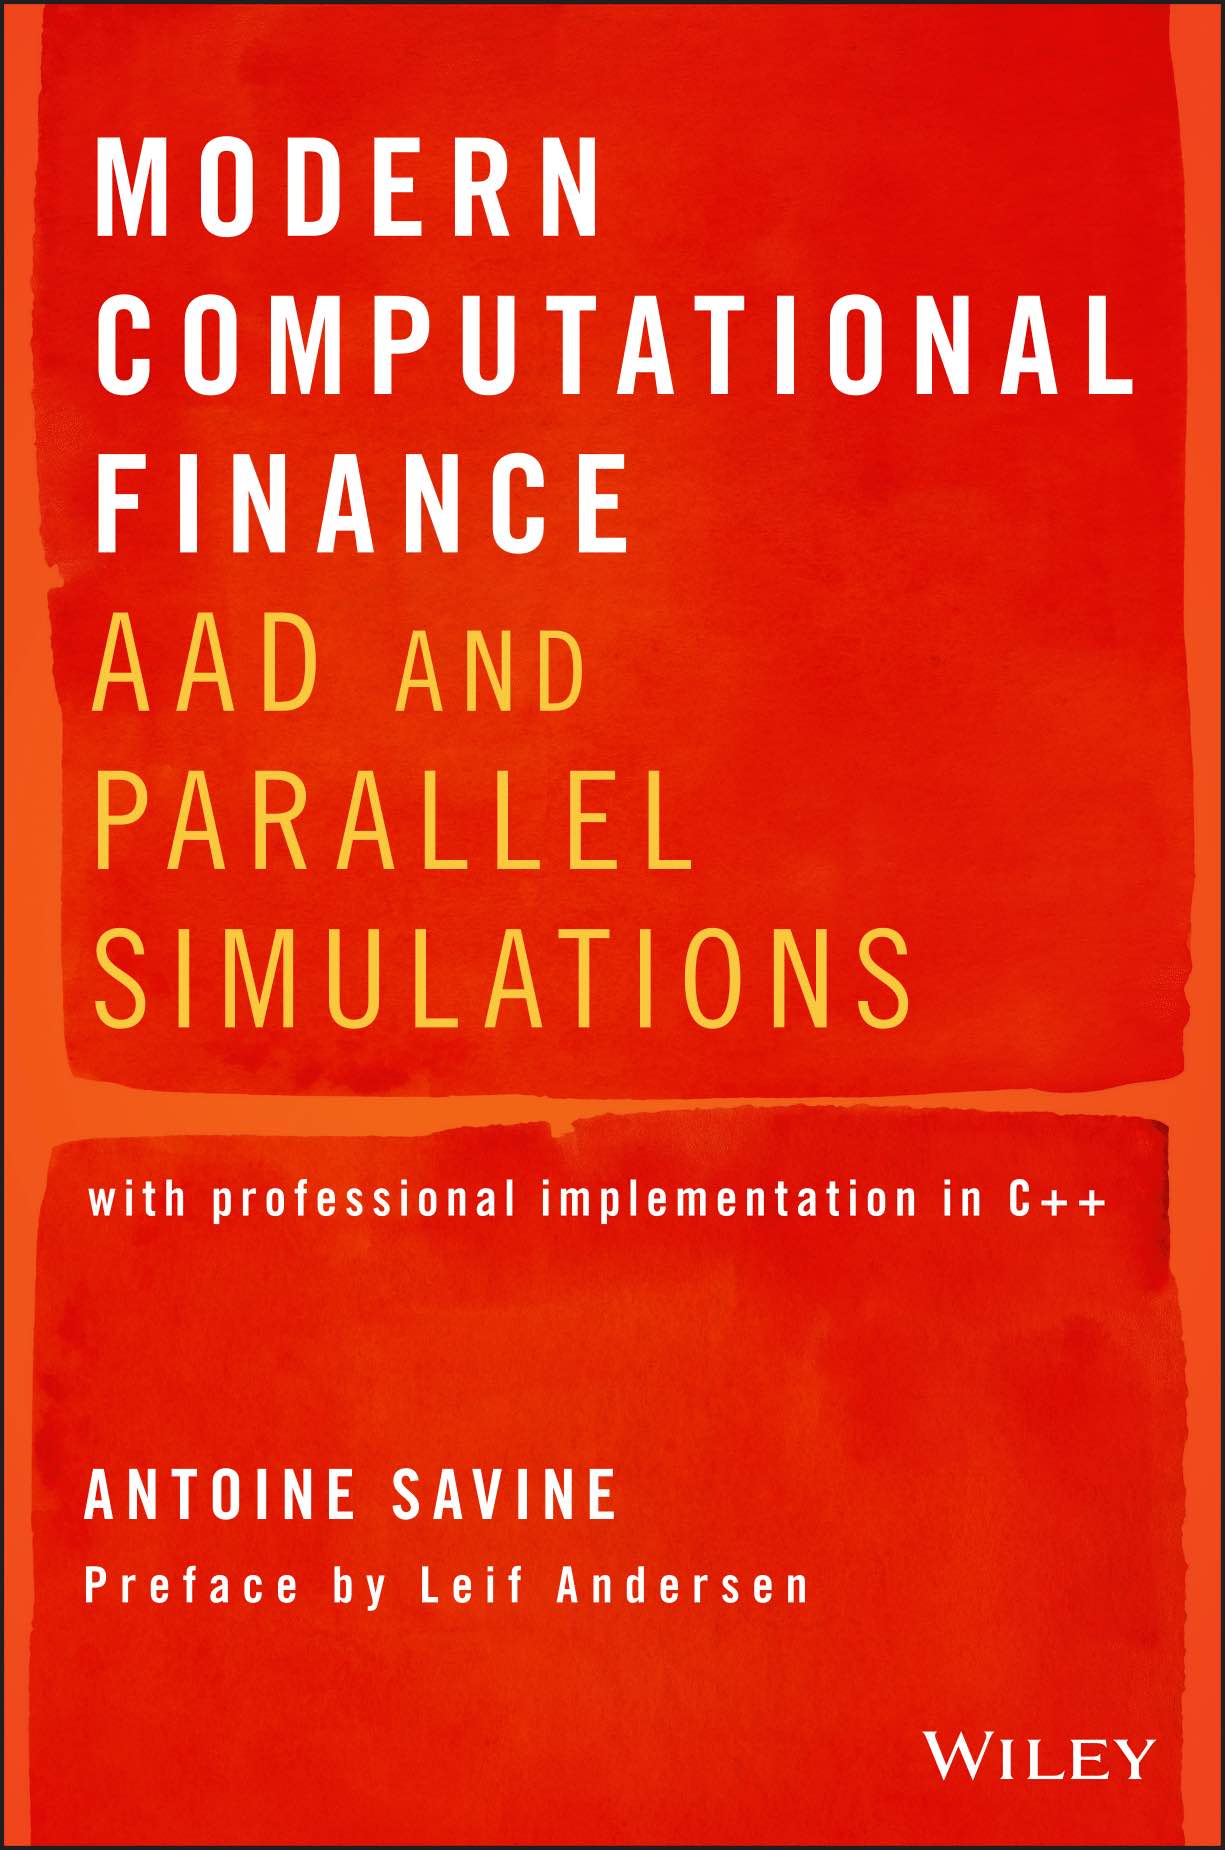 MODERN
COMPUTATIONAL
FINANCE
AAD AND
PARALLEL
SIMULATIONS
with professional implementation in C++
ANTOINE SAVINE
Preface by Leif Andersen
WILEY